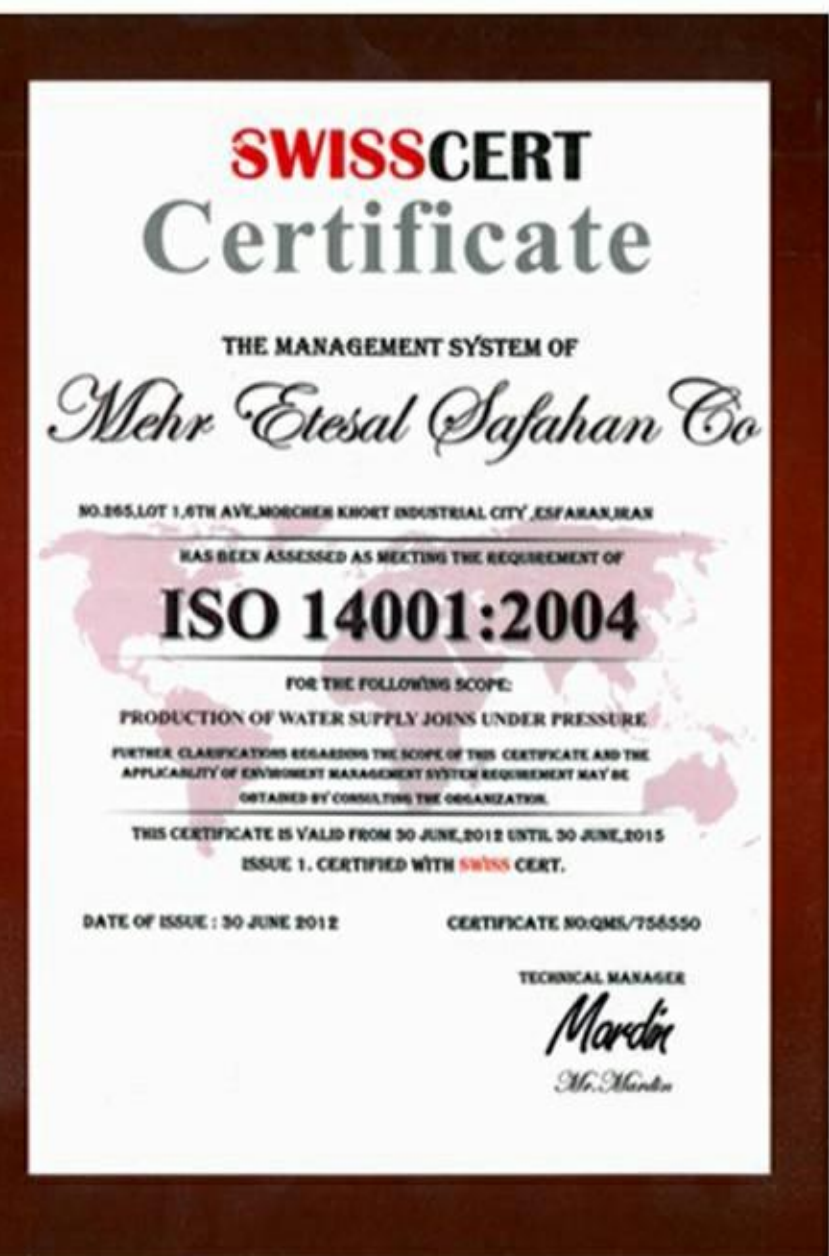 SWISSCERT
Certificate
THE MANAGEMENT SYSTEM OF
Mehr Etesal Safahan Co
NO.265,LOT 1,6TH AVE,MORCHEH KHORT INDUSTRIAL CITY ,ESFAHAN,IRAN
HAS BEEN ASSESSED AS MEETING THE REQUIREMENT OF
ISO 14001:2004
FOR THE FOLLOWING SCOPE:
PRODUCTION OF WATER SUPPLY JOINS UNDER PRESSURE
FURTHER CLARIFICATIONS REGARDING THE SCOPE OF THIS CERTIFICATE AND THE
APPLICABLITY OF ENVIROMENT MANAGEMENT SYSTEM REQUIREMENT MAY BE
OBTAINED BY CONSULTING THE ORGANIZATION.
THIS CERTIFICATE IS VALID FROM 30 JUNE,2012 UNTIL 30 JUNE,2015
ISSUE 1. CERTIFIED WITH SWISS CERT.
DATE OF ISSUE : 30 JUNE 2012 CERTIFICATE NO:QMS/756550
TECHNICAL MANAGER
Mardin
Mr.Mardin